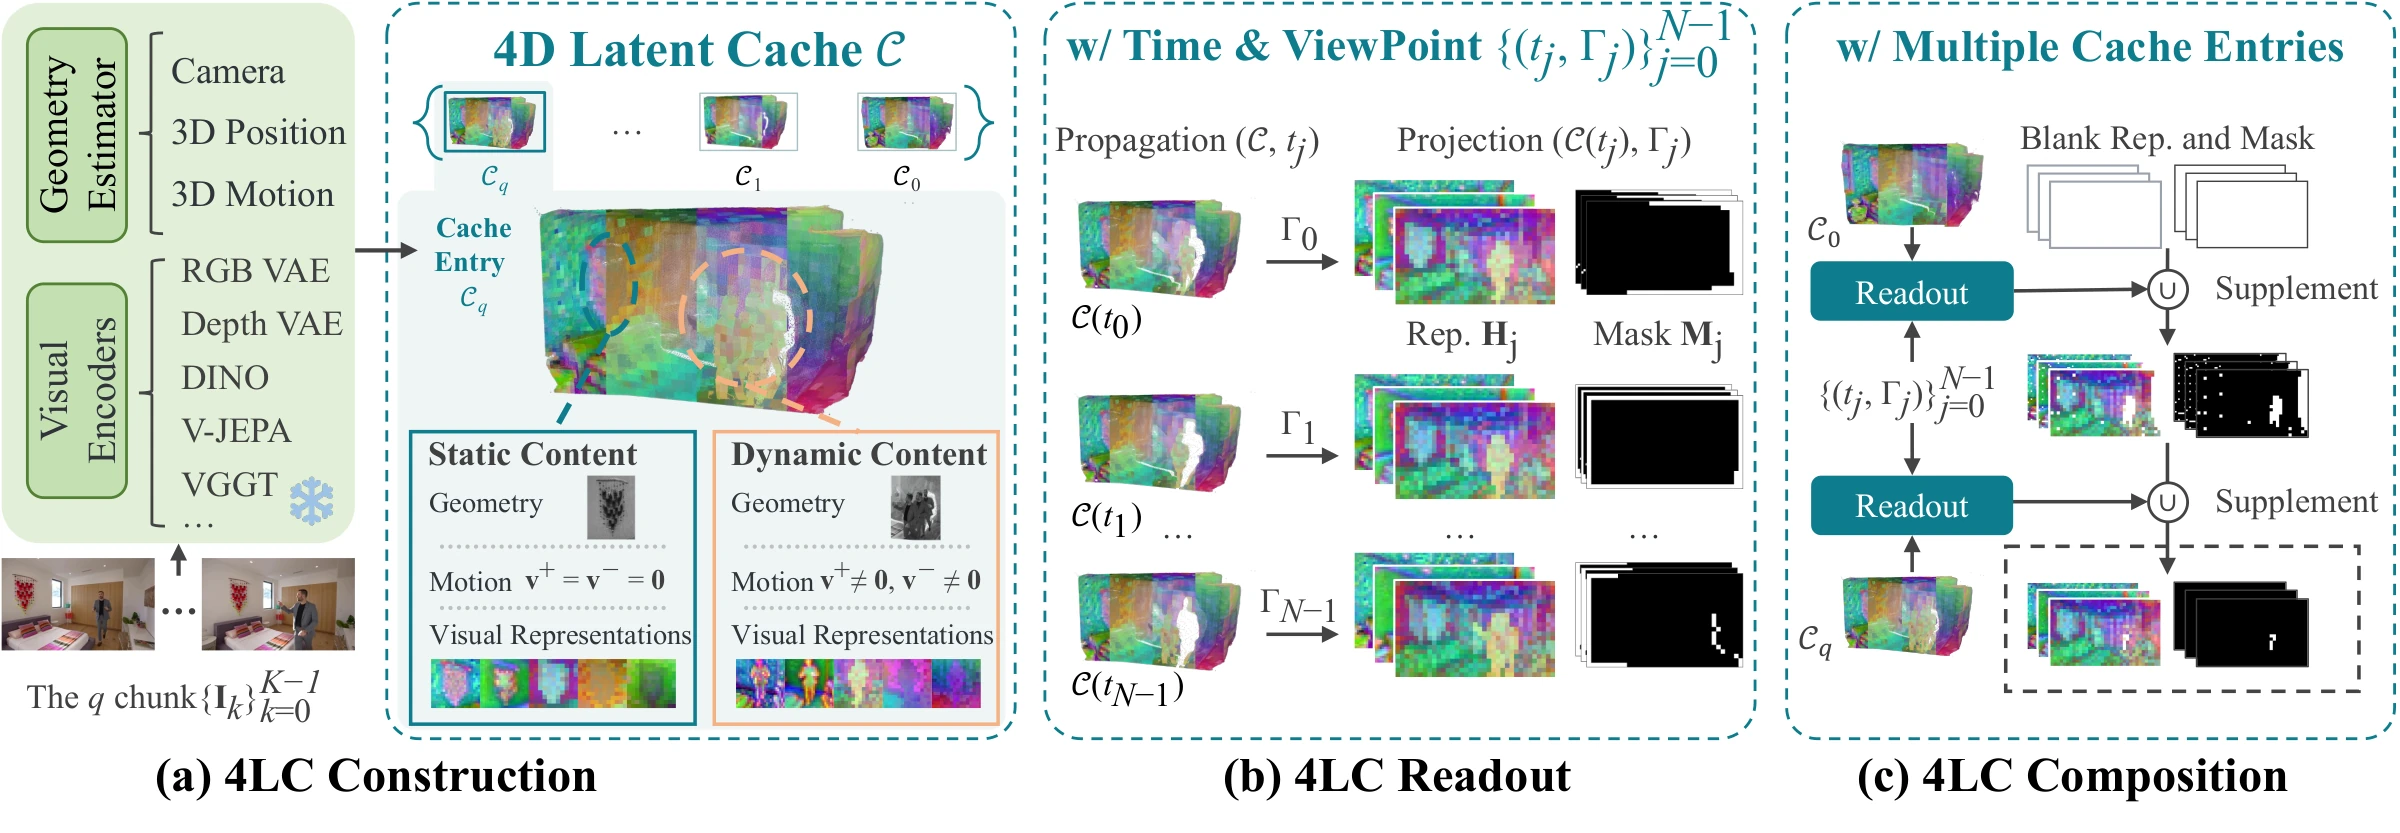 Geometry
Estimator
Camera
3D Position
3D Motion
Visual
Encoders
RGB VAE
Depth VAE
DINO
V-JEPA
VGGT
...
...
The q chunk{I_k}_{k=0}^{K−1}
4D Latent Cache 𝒞
{ ... }
𝒞_q 𝒞_1 𝒞_0
Cache
Entry
𝒞_q
Static Content
Geometry
Motion v⁺ = v⁻ = 0
Visual Representations
Dynamic Content
Geometry
Motion v⁺ ≠ 0, v⁻ ≠ 0
Visual Representations
(a) 4LC Construction
w/ Time & ViewPoint {(t_j, Γ_j)}_{j=0}^{N−1}
Propagation (𝒞, t_j) Projection (𝒞(t_j), Γ_j)
Γ_0
𝒞(t_0)
Rep. H_j Mask M_j
Γ_1
𝒞(t_1)
... ... ...
Γ_{N−1}
𝒞(t_{N−1})
(b) 4LC Readout
w/ Multiple Cache Entries
Blank Rep. and Mask
𝒞_0
Readout ∪ Supplement
{(t_j, Γ_j)}_{j=0}^{N−1}
Readout ∪ Supplement
𝒞_q
(c) 4LC Composition